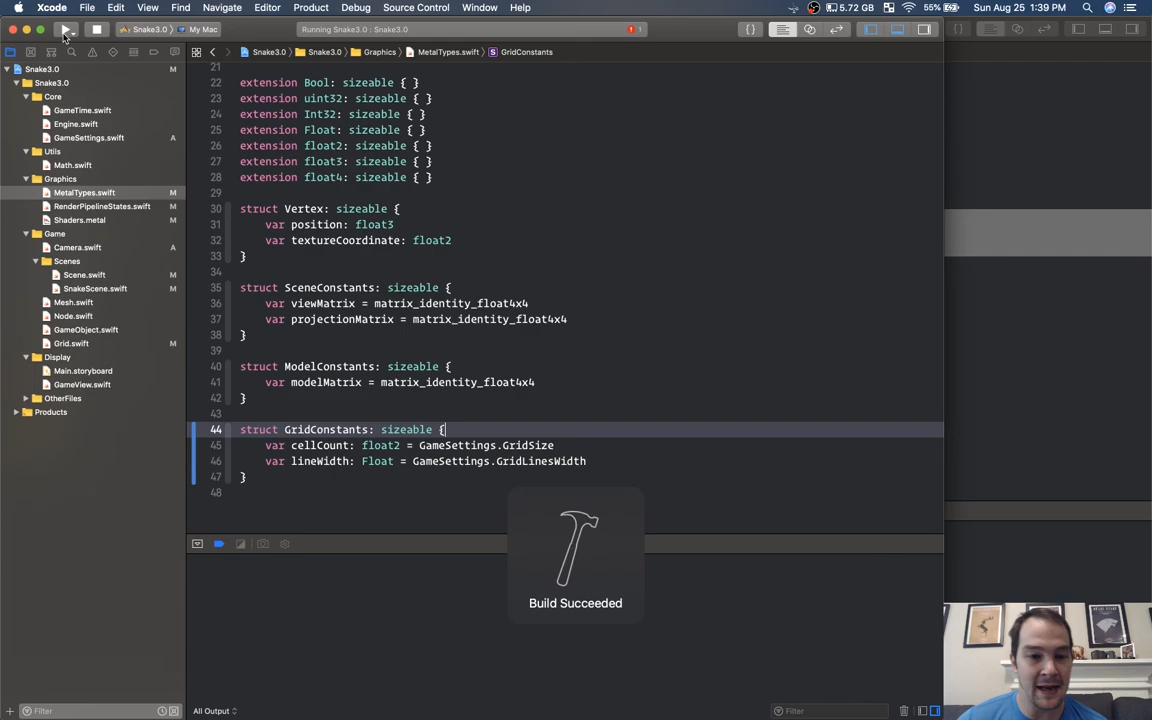 Xcode File Edit View Find Navigate Editor Product Debug Source Control Window Help 5.72 GB 55% Sun Aug 25 1:39 PM
Snake3.0 My Mac Running Snake3.0 : Snake3.0 1
Snake3.0 Snake3.0 Graphics MetalTypes.swift S GridConstants
Snake3.0 M
Snake3.0
Core
GameTime.swift
Engine.swift
GameSettings.swift A
Utils
Math.swift
Graphics
MetalTypes.swift M
RenderPipelineStates.swift M
Shaders.metal M
Game
Camera.swift M
Scenes
Scene.swift M
SnakeScene.swift M
Mesh.swift
Node.swift
GameObject.swift
Grid.swift M
Display
Main.storyboard
GameView.swift
OtherFiles
Products
21
22 extension Bool: sizeable { }
23 extension uint32: sizeable { }
24 extension Int32: sizeable { }
25 extension Float: sizeable { }
26 extension float2: sizeable { }
27 extension float3: sizeable { }
28 extension float4: sizeable { }
29
30 struct Vertex: sizeable {
31 var position: float3
32 var textureCoordinate: float2
33 }
34
35 struct SceneConstants: sizeable {
36 var viewMatrix = matrix_identity_float4x4
37 var projectionMatrix = matrix_identity_float4x4
38 }
39
40 struct ModelConstants: sizeable {
41 var modelMatrix = matrix_identity_float4x4
42 }
43
44 struct GridConstants: sizeable {
45 var cellCount: float2 = GameSettings.GridSize
46 var lineWidth: Float = GameSettings.GridLinesWidth
47 }
48
Build Succeeded
Filter All Output Filter